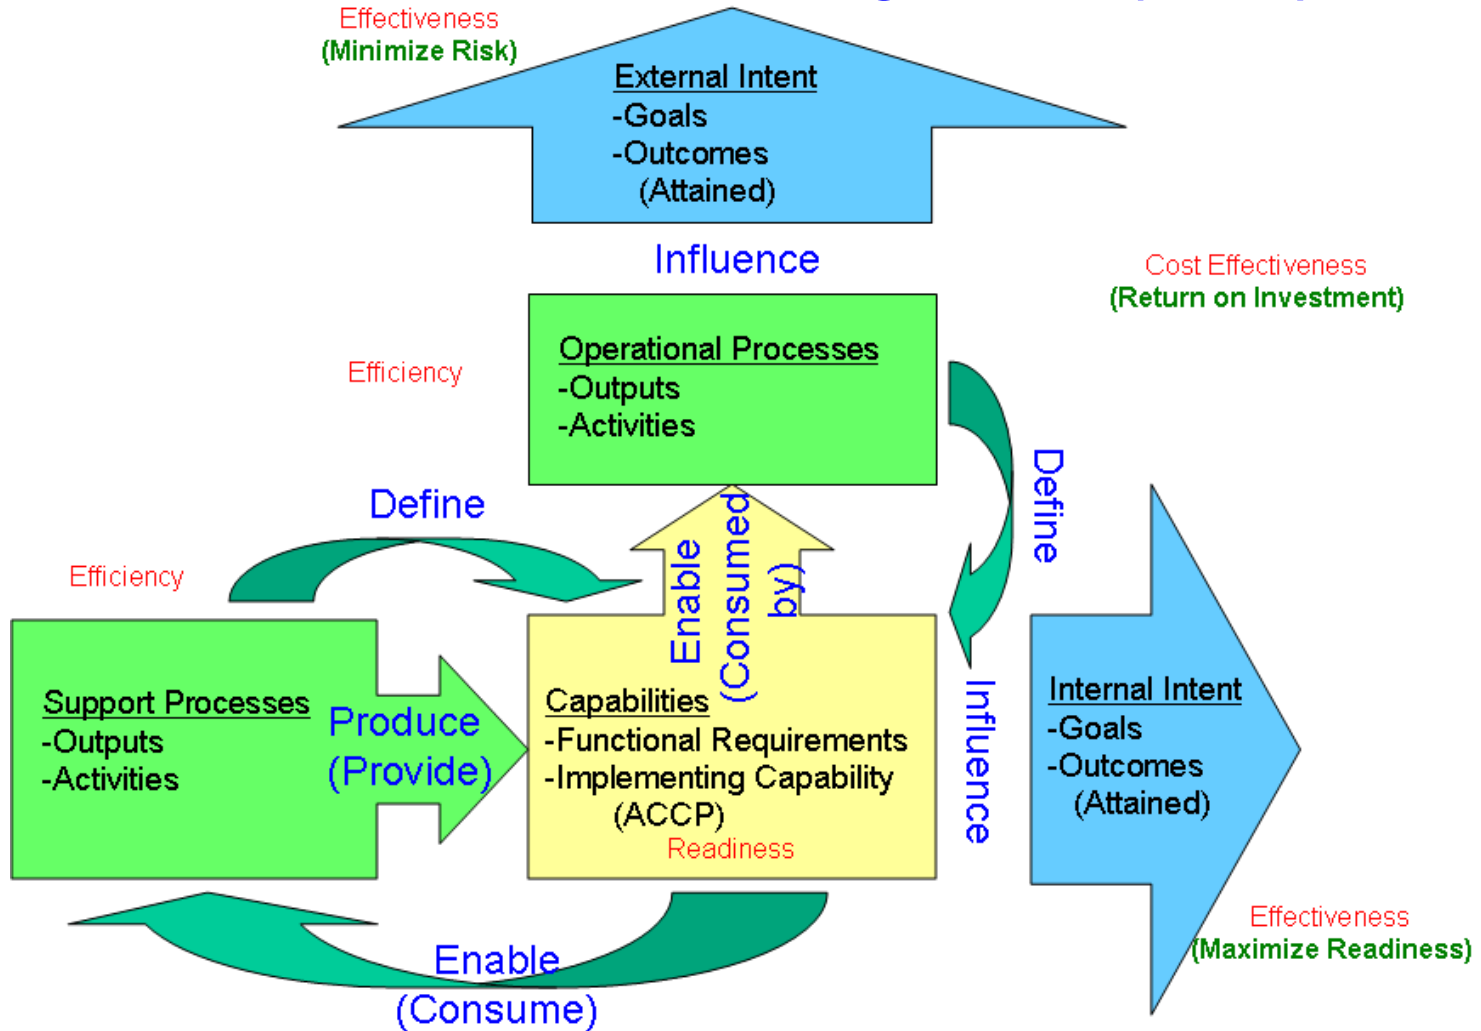 Effectiveness
(Minimize Risk)
External Intent
-Goals
-Outcomes
(Attained)
Influence
Cost Effectiveness
(Return on Investment)
Operational Processes
-Outputs
-Activities
Efficiency
Define
Define
Efficiency
Enable
(Consumed
by)
Support Processes
-Outputs
-Activities
Produce
(Provide)
Capabilities
-Functional Requirements
-Implementing Capability
(ACCP)
Readiness
Influence
Internal Intent
-Goals
-Outcomes
(Attained)
Effectiveness
(Maximize Readiness)
Enable
(Consume)